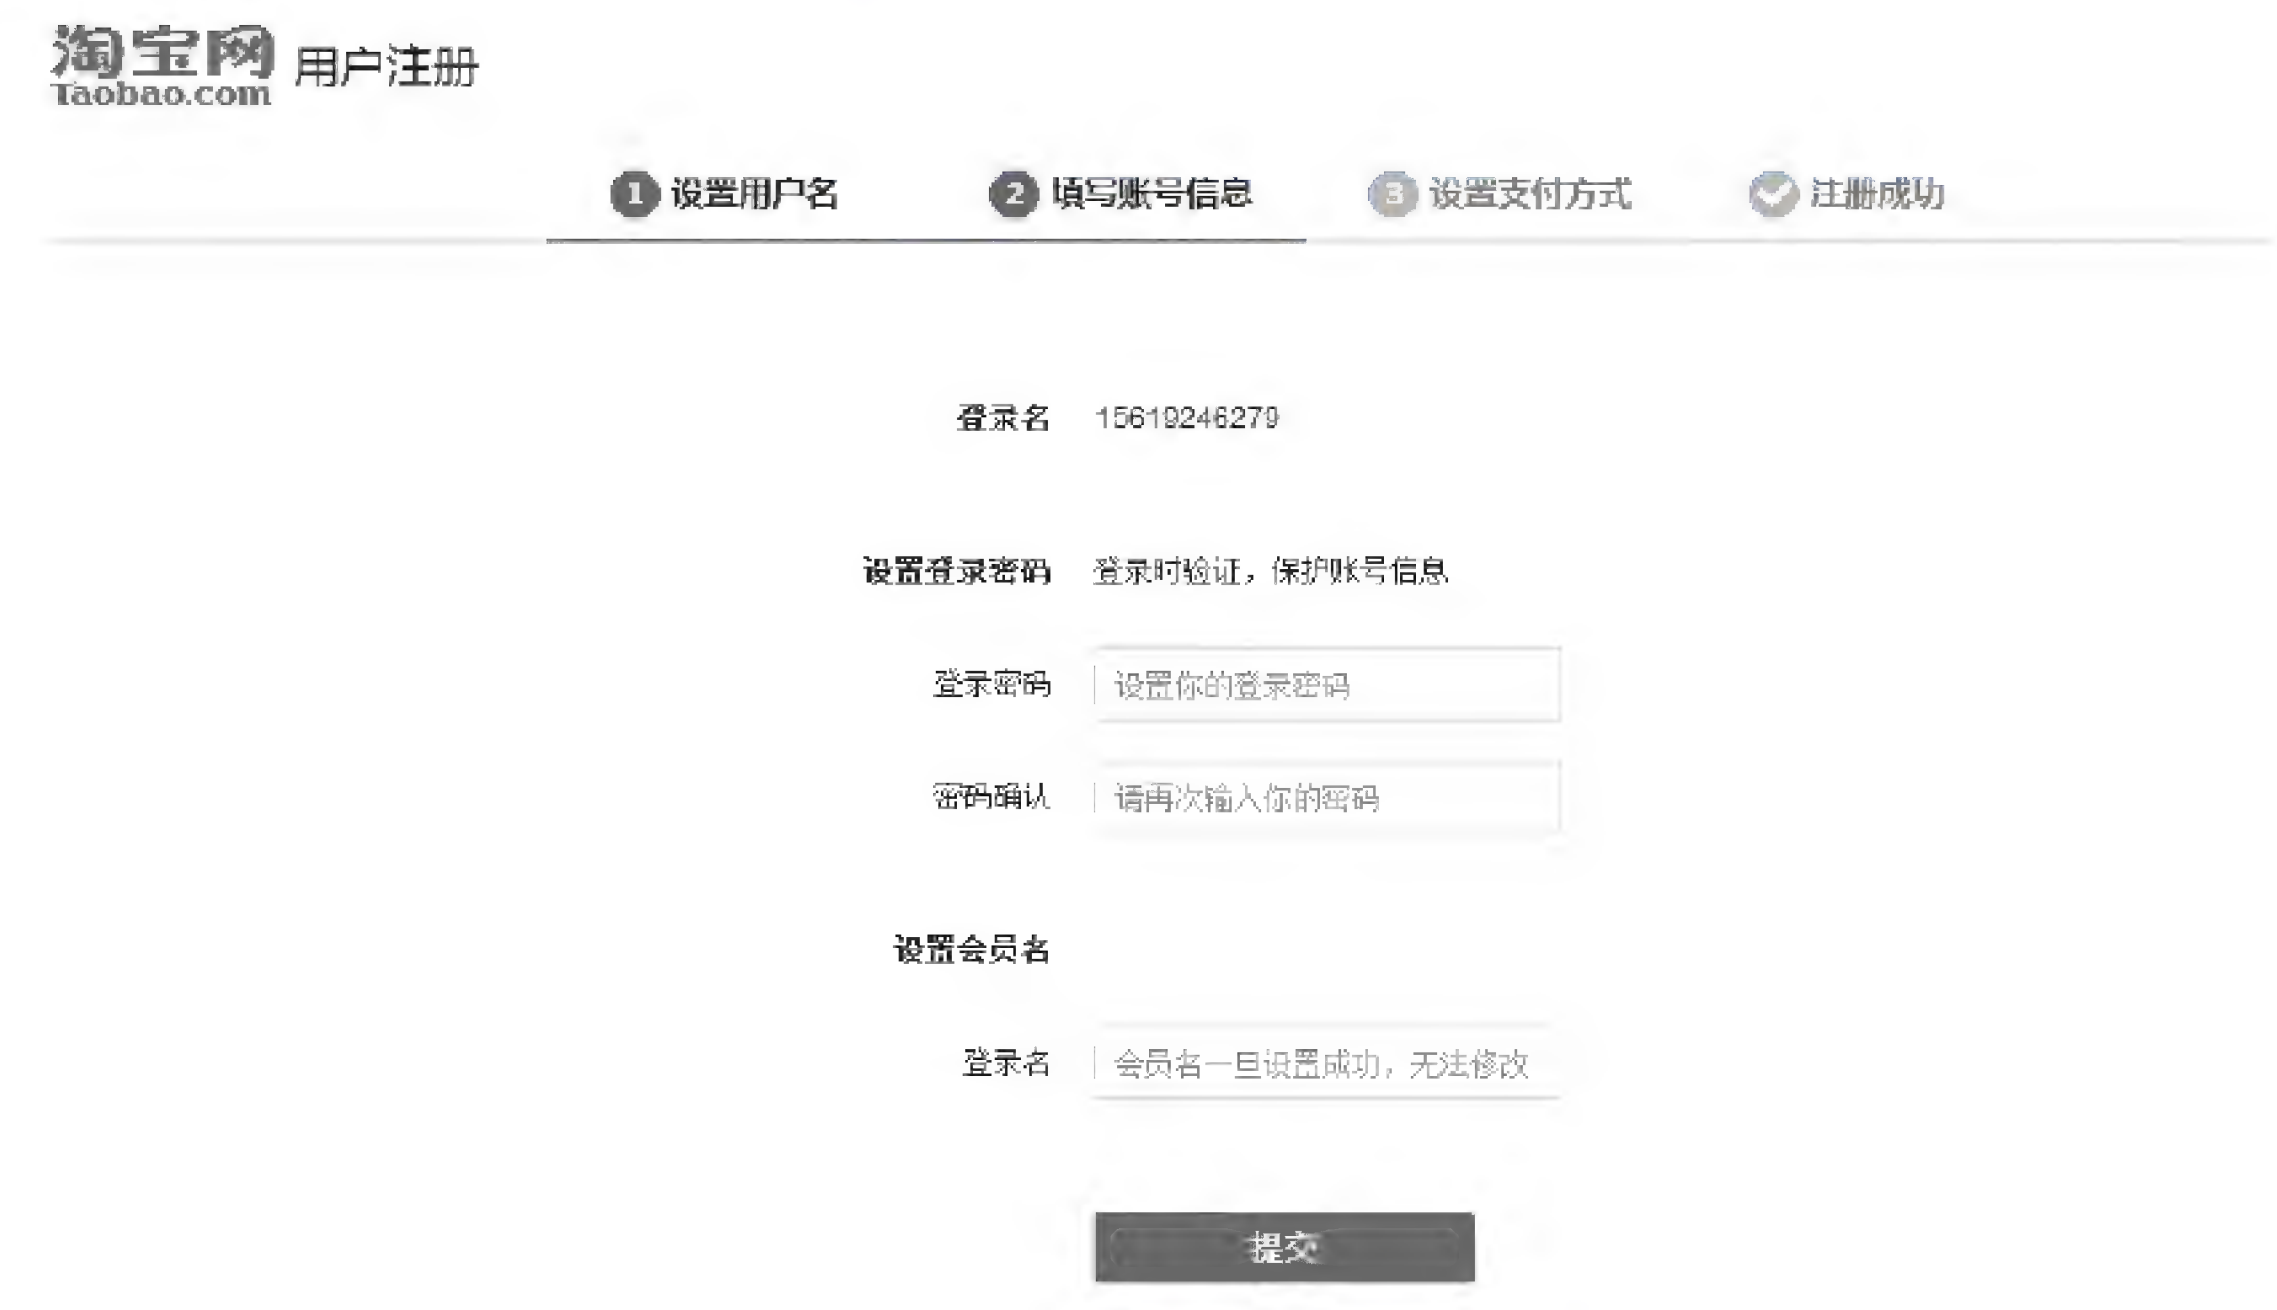 淘宝网 用户注册
Taobao.com
1 设置用户名 2 填写账号信息 3 设置支付方式 注册成功
登录名 15619246279
设置登录密码 登录时验证，保护账号信息
登录密码 设置你的登录密码
密码确认 请再次输入你的密码
设置会员名
登录名 会员名一旦设置成功，无法修改
提交